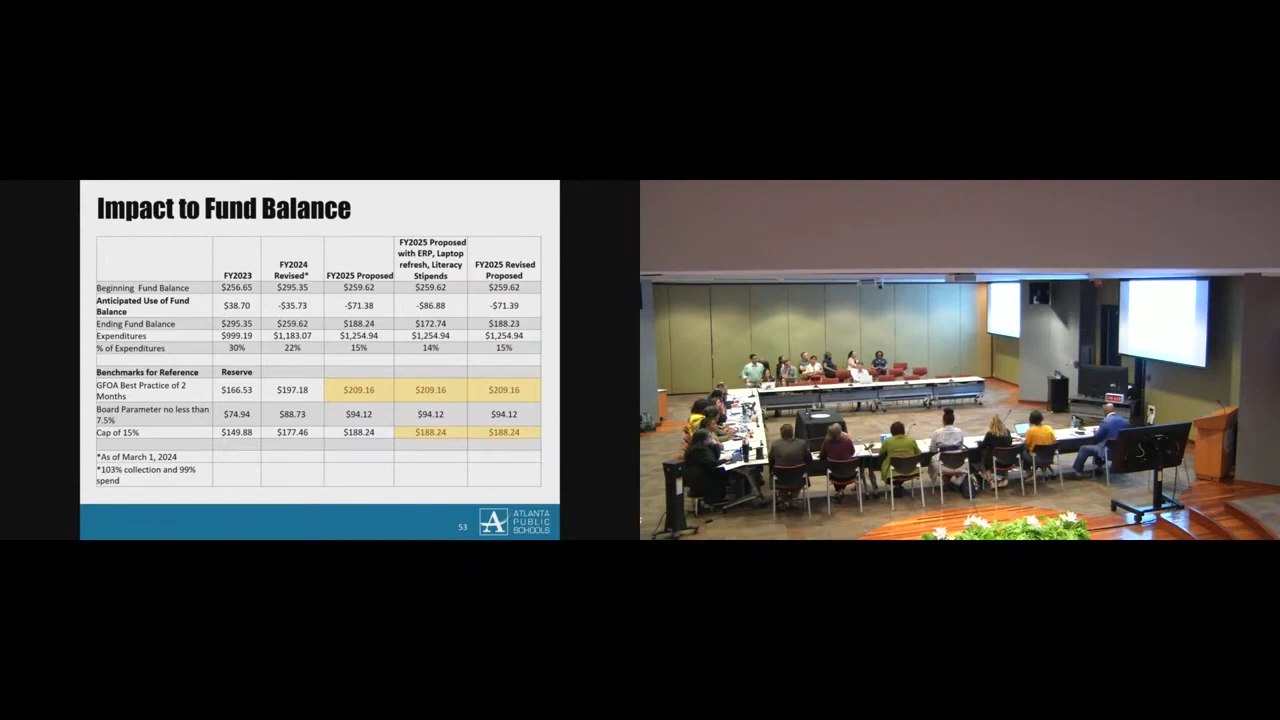 Impact to Fund Balance
FY2023 FY2024 Revised* FY2025 Proposed FY2025 Proposed with ERP, Laptop refresh, Literacy Stipends FY2025 Revised Proposed
Beginning Fund Balance $256.65 $295.35 $259.62 $259.62 $259.62
Anticipated Use of Fund Balance $38.70 -$35.73 -$71.38 -$86.88 -$71.39
Ending Fund Balance $295.35 $259.62 $188.24 $172.74 $188.23
Expenditures $999.19 $1,183.07 $1,254.94 $1,254.94 $1,254.94
% of Expenditures 30% 22% 15% 14% 15%
Benchmarks for Reference Reserve
GFOA Best Practice of 2 Months $166.53 $197.18 $209.16 $209.16 $209.16
Board Parameter no less than 7.5% $74.94 $88.73 $94.12 $94.12 $94.12
Cap of 15% $149.88 $177.46 $188.24 $188.24 $188.24
*As of March 1, 2024
*103% collection and 99% spend
53
A
ATLANTA
PUBLIC
SCHOOLS